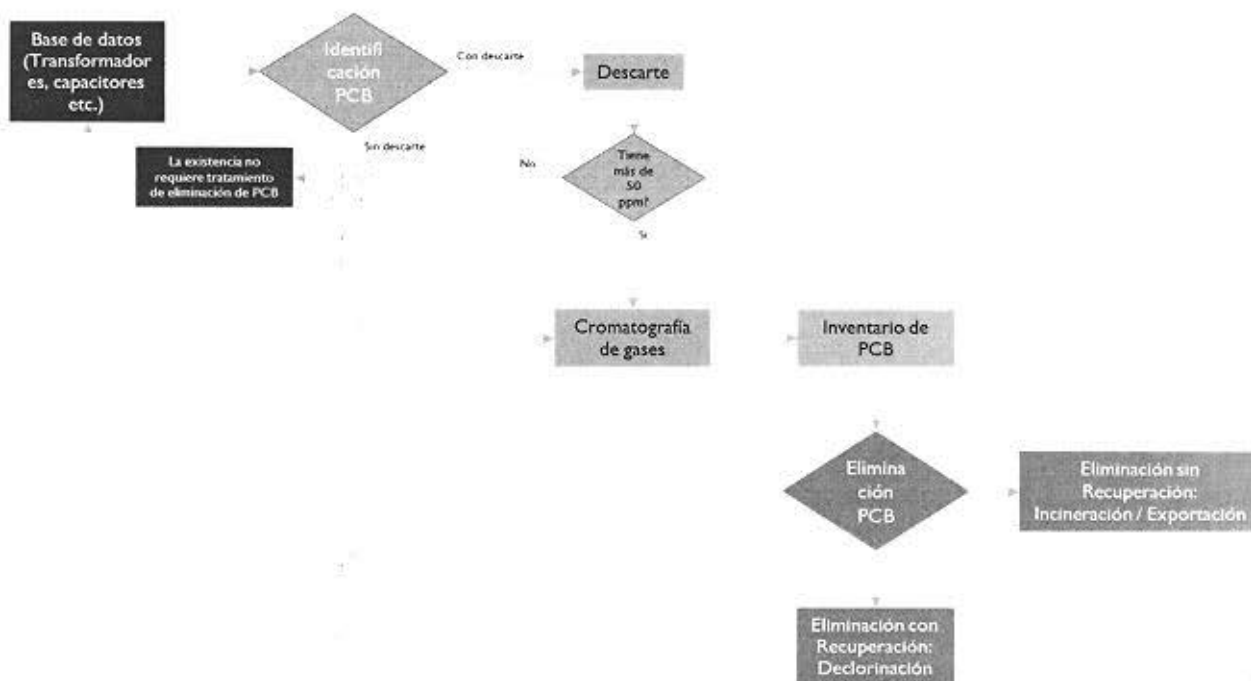 Base de datos
(Transformador
es, capacitores
etc.)
Identifi
cación
PCB
Con descarte
Descarte
Sin descarte
La existencia no
requiere tratamiento
de eliminación de PCB
No
Tiene
más de
50
ppm?
Si
Cromatografía
de gases
Inventario de
PCB
Elimina
ción
PCB
Eliminación sin
Recuperación:
Incineración / Exportación
Eliminación con
Recuperación:
Declorinación